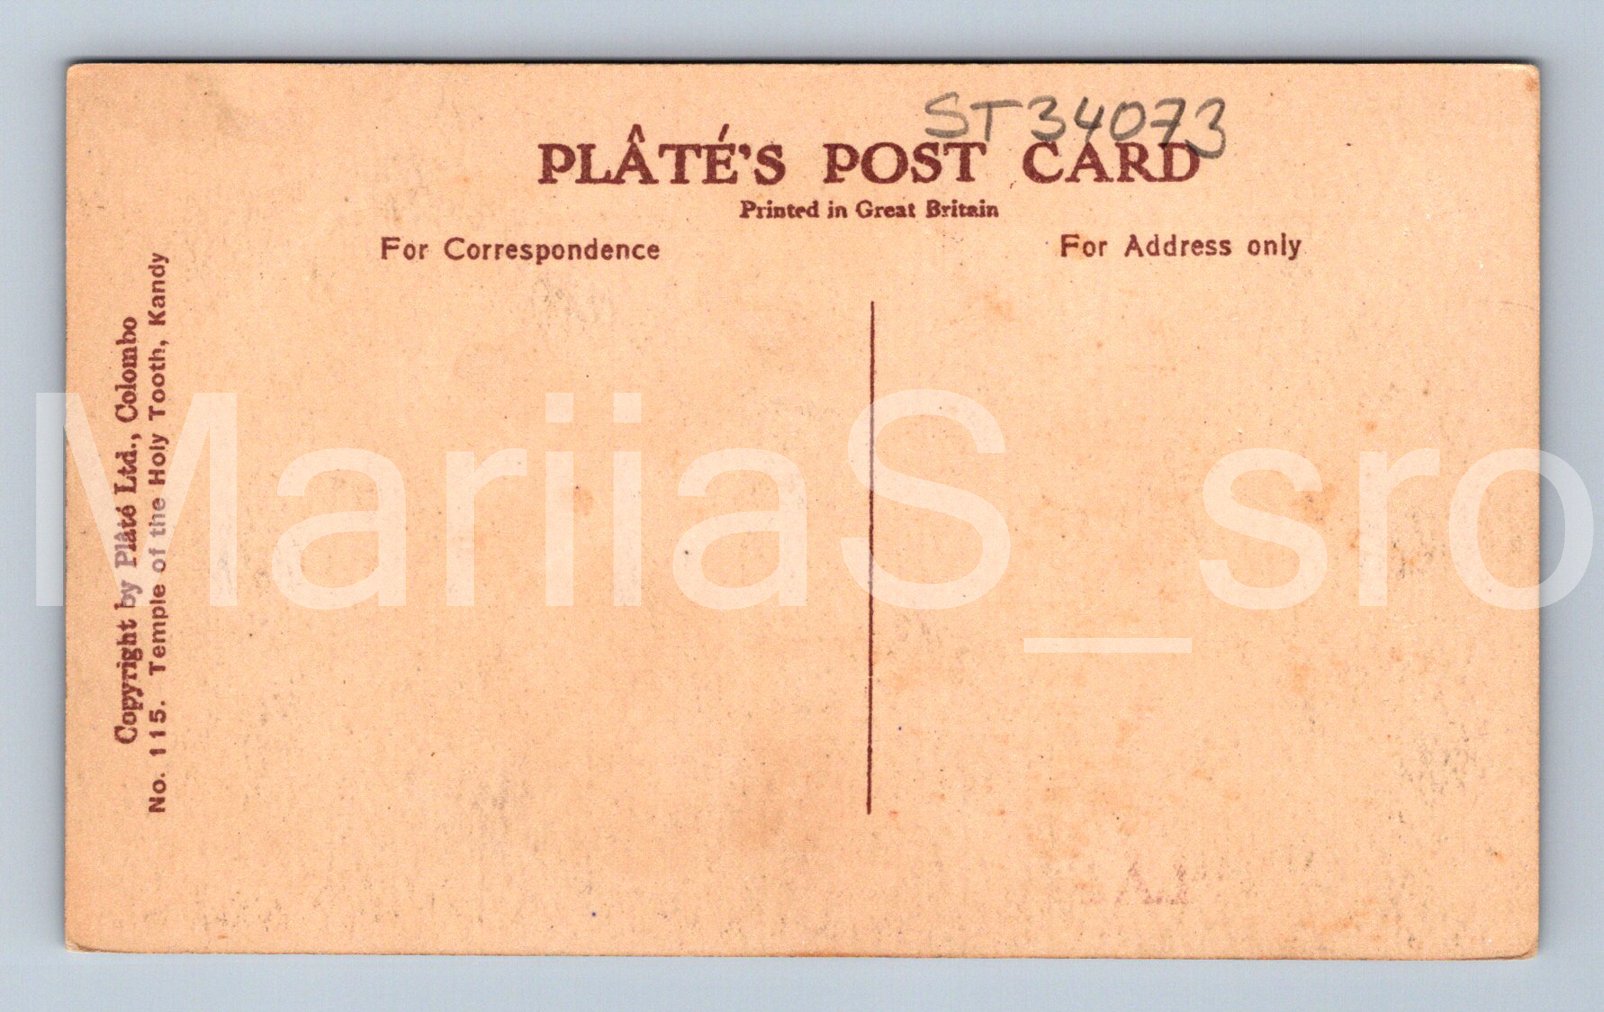 ST34073
PLÂTÉ'S POST CARD
Printed in Great Britain
For Correspondence
For Address only
Copyright by Plâté Ltd., Colombo
No. 115. Temple of the Holy Tooth, Kandy
MariiaS_sro